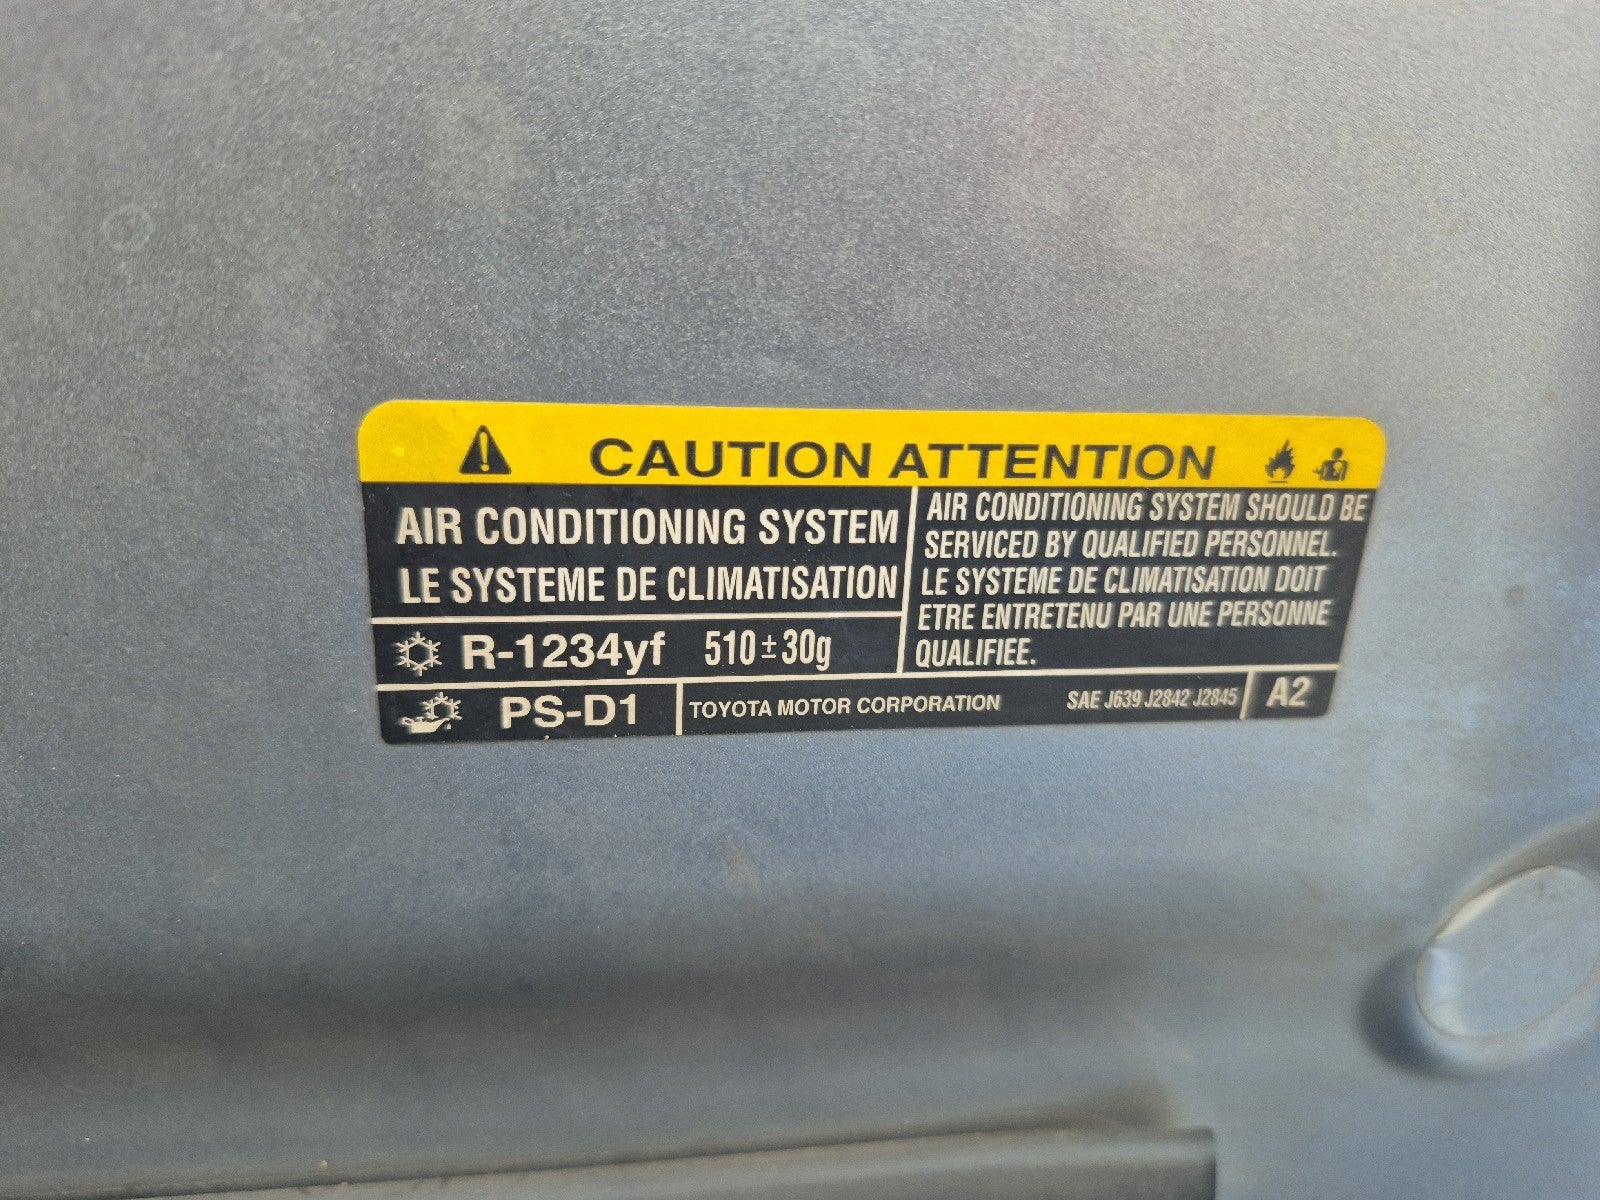 CAUTION ATTENTION
AIR CONDITIONING SYSTEM
LE SYSTEME DE CLIMATISATION
R-1234yf 510±30g
AIR CONDITIONING SYSTEM SHOULD BE
SERVICED BY QUALIFIED PERSONNEL.
LE SYSTEME DE CLIMATISATION DOIT
ETRE ENTRETENU PAR UNE PERSONNE
QUALIFIEE.
PS-D1 TOYOTA MOTOR CORPORATION SAE J639 J2842 J2845 A2